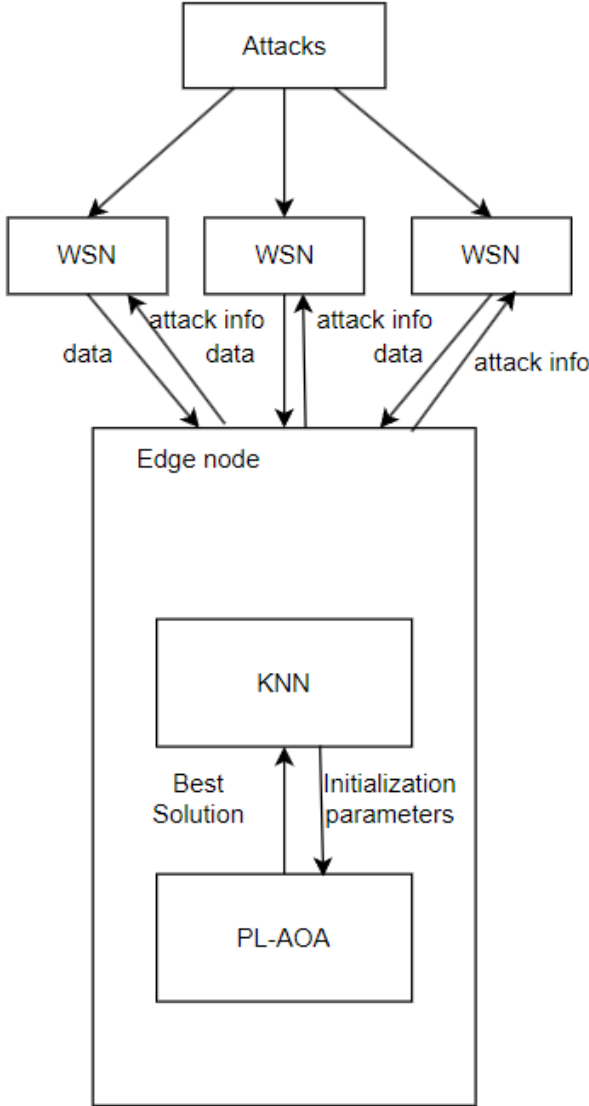 Attacks
WSN
WSN
WSN
attack info
attack info
data
data
data
attack info
Edge node
KNN
Best
Solution
Initialization
parameters
PL-AOA